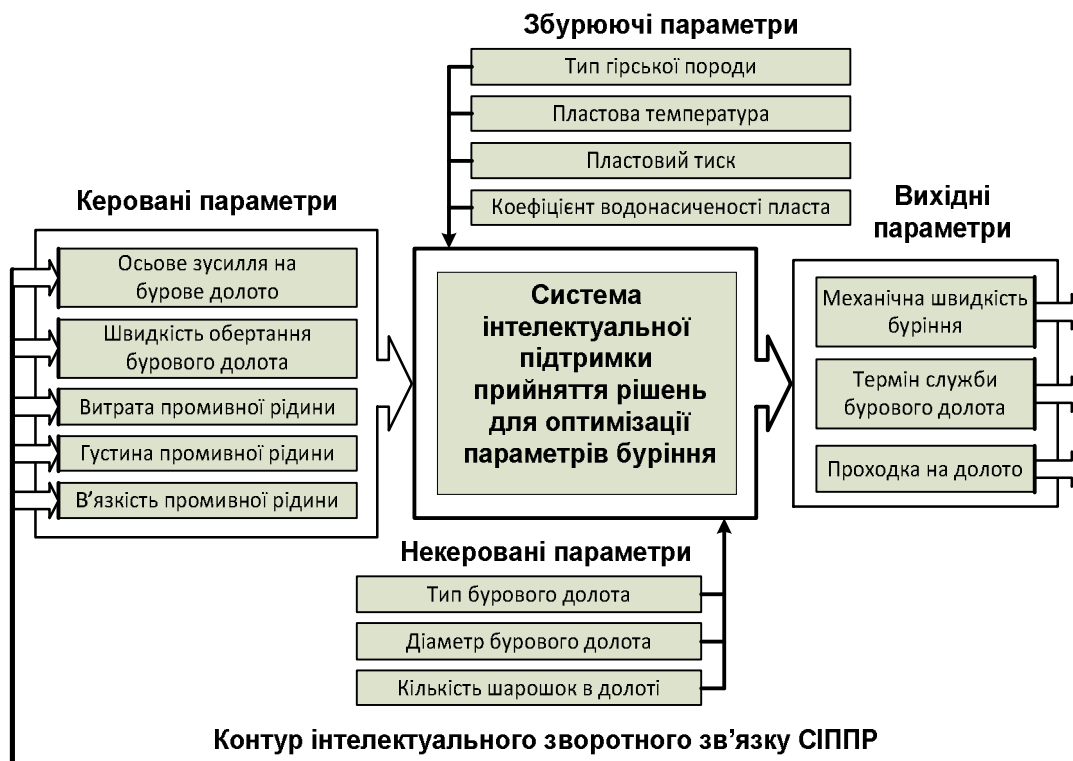 Збурюючі параметри
Тип гірської породи
Пластова температура
Пластовий тиск
Коефіцієнт водонасиченості пласта
Керовані параметри
Осьове зусилля на
бурове долото
Швидкість обертання
бурового долота
Витрата промивної рідини
Густина промивної рідини
В’язкість промивної рідини
Система
інтелектуальної
підтримки
прийняття рішень
для оптимізації
параметрів буріння
Вихідні
параметри
Механічна швидкість
буріння
Термін служби
бурового долота
Проходка на долото
Некеровані параметри
Тип бурового долота
Діаметр бурового долота
Кількість шарошок в долоті
Контур інтелектуального зворотного зв’язку СІППР